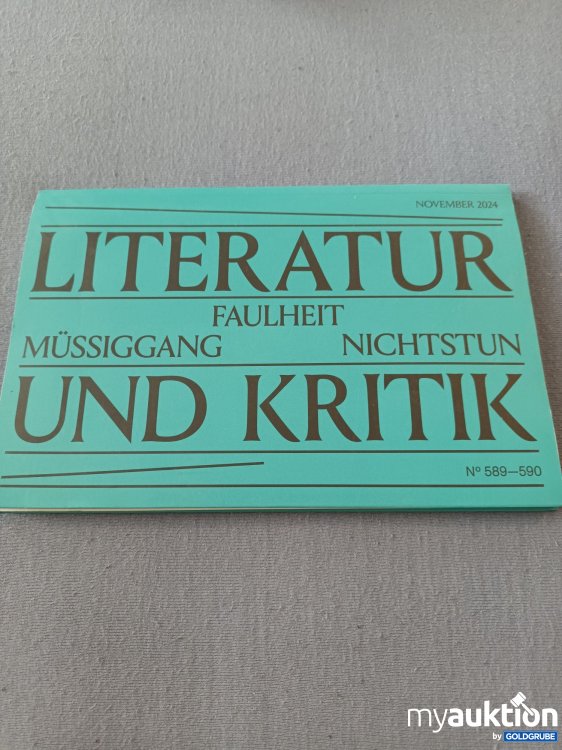 NOVEMBER 2024
LITERATUR
FAULHEIT
MÜSSIGGANG NICHTSTUN
UND KRITIK
Nº 589—590
myauktion
by GOLDGRUBE